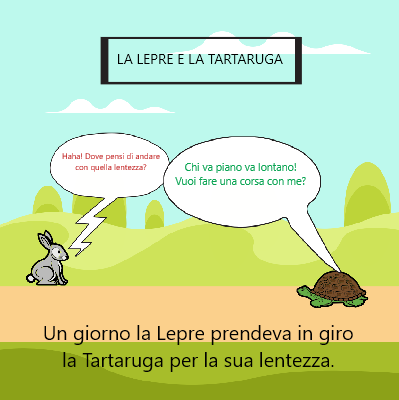 LA LEPRE E LA TARTARUGA
Haha! Dove pensi di andare
con quella lentezza?
Chi va piano va lontano!
Vuoi fare una corsa con me?
Un giorno la Lepre prendeva in giro
la Tartaruga per la sua lentezza.